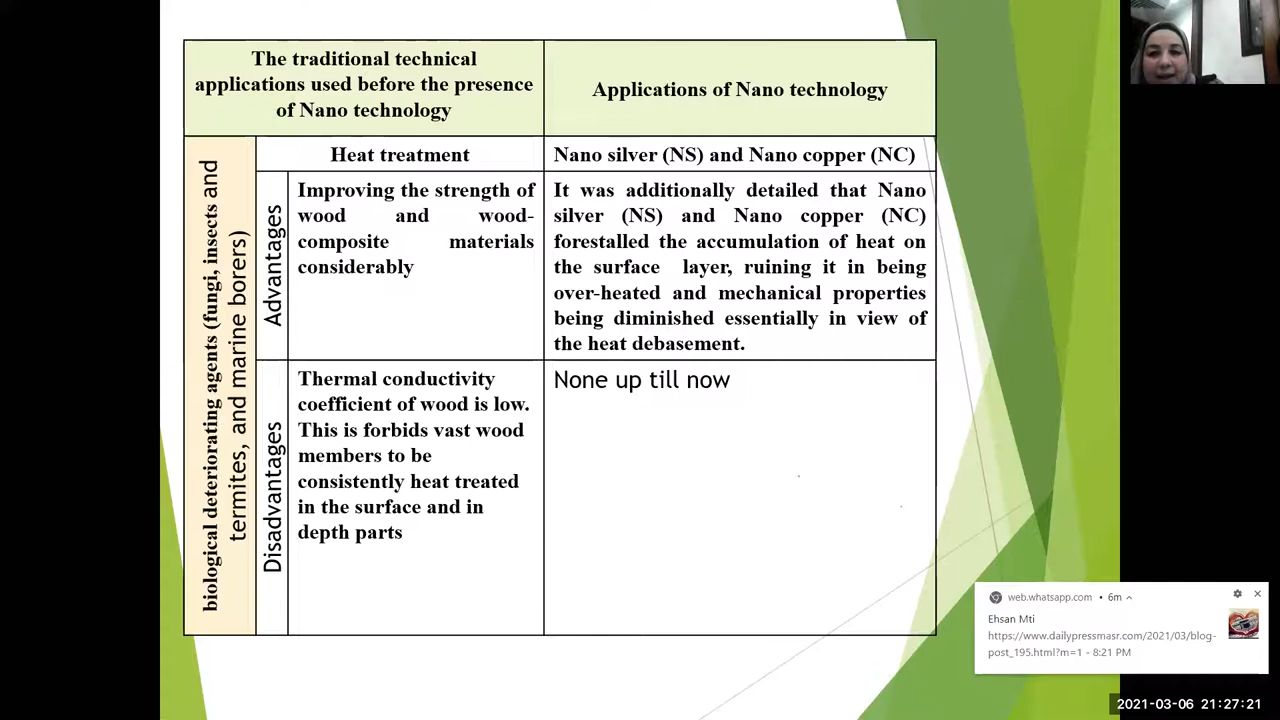 The traditional technical
applications used before the presence
of Nano technology
Applications of Nano technology
biological deteriorating agents (fungi, insects and
termites, and marine borers)
Heat treatment
Nano silver (NS) and Nano copper (NC)
Advantages
Improving the strength of
wood and wood-
composite materials
considerably
It was additionally detailed that Nano
silver (NS) and Nano copper (NC)
forestalled the accumulation of heat on
the surface layer, ruining it in being
over-heated and mechanical properties
being diminished essentially in view of
the heat debasement.
Disadvantages
Thermal conductivity
coefficient of wood is low.
This is forbids vast wood
members to be
consistently heat treated
in the surface and in
depth parts
None up till now
web.whatsapp.com • 6m
Ehsan Mti
https://www.dailypressmasr.com/2021/03/blog-
post_195.html?m=1 - 8:21 PM
2021-03-06 21:27:21